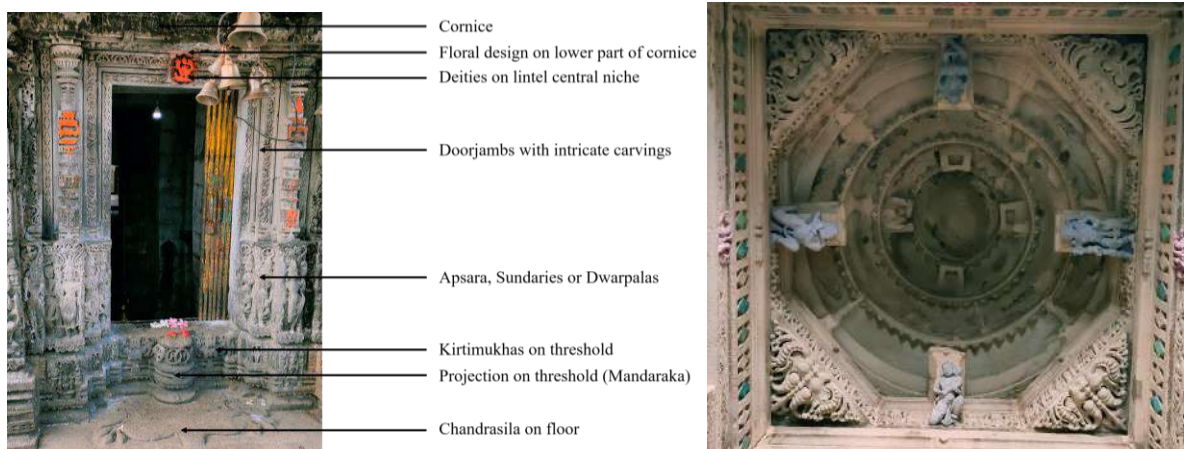 Cornice
Floral design on lower part of cornice
Deities on lintel central niche
Doorjambs with intricate carvings
Apsara, Sundaries or Dwarpalas
Kirtimukhas on threshold
Projection on threshold (Mandaraka)
Chandrasila on floor